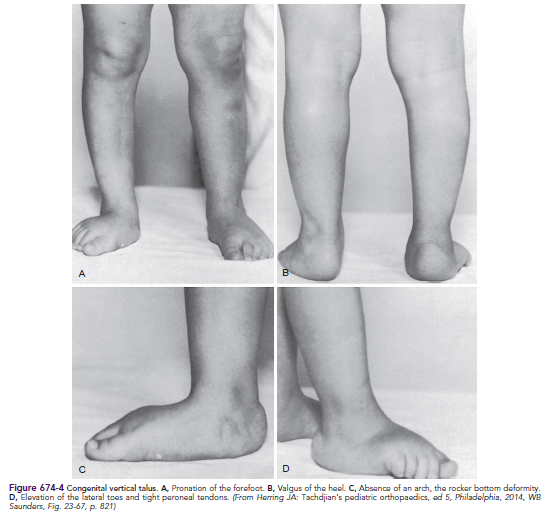 A
B
C
D
Figure 674-4 Congenital vertical talus. A, Pronation of the forefoot. B, Valgus of the heel. C, Absence of an arch, the rocker bottom deformity.
D, Elevation of the lateral toes and tight peroneal tendons. (From Herring JA: Tachdjian's pediatric orthopaedics, ed 5, Philadelphia, 2014, WB
Saunders, Fig. 23-67, p. 821)